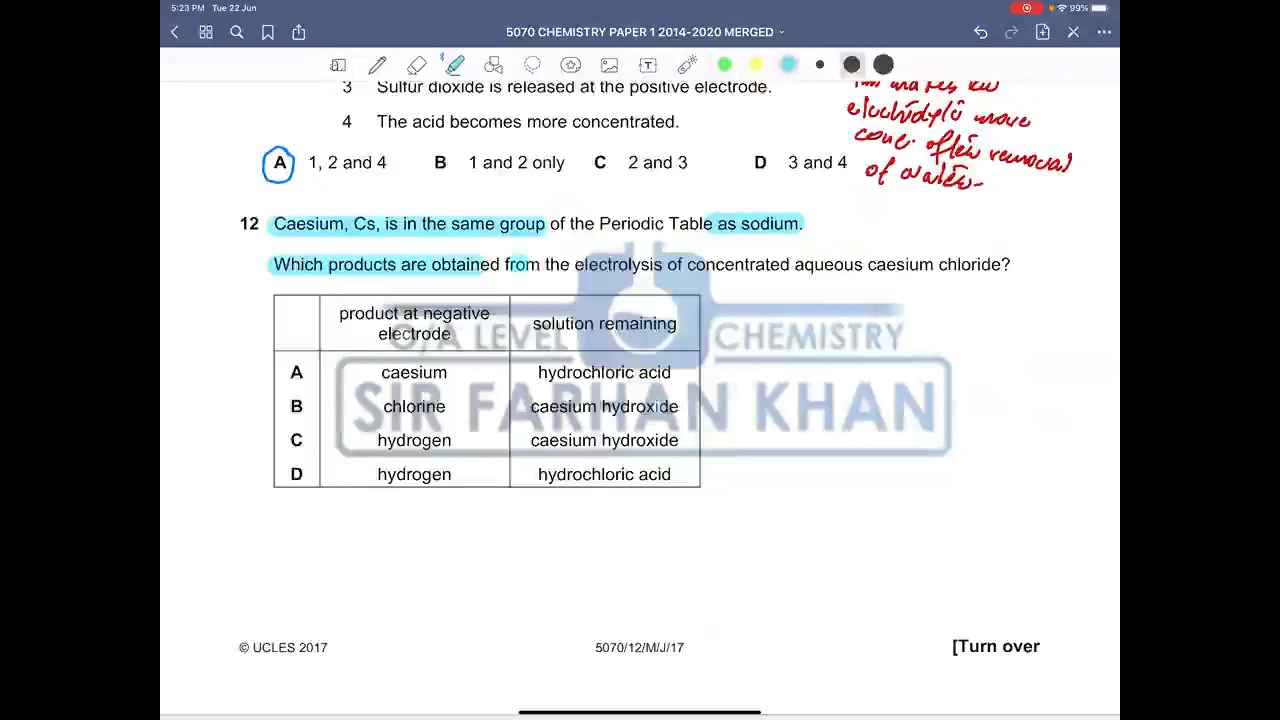 5:23 PM Tue 22 Jun
99%
5070 CHEMISTRY PAPER 1 2014-2020 MERGED
3 Sulfur dioxide is released at the positive electrode.
4 The acid becomes more concentrated.
A 1, 2 and 4 B 1 and 2 only C 2 and 3 D 3 and 4
electrolyte more
conc. after removal
of water.
12 Caesium, Cs, is in the same group of the Periodic Table as sodium.
Which products are obtained from the electrolysis of concentrated aqueous caesium chloride?
product at negative electrode solution remaining
A caesium hydrochloric acid
B chlorine caesium hydroxide
C hydrogen caesium hydroxide
D hydrogen hydrochloric acid
O/A LEVEL CHEMISTRY
SIR FARHAN KHAN
© UCLES 2017 5070/12/M/J/17 [Turn over